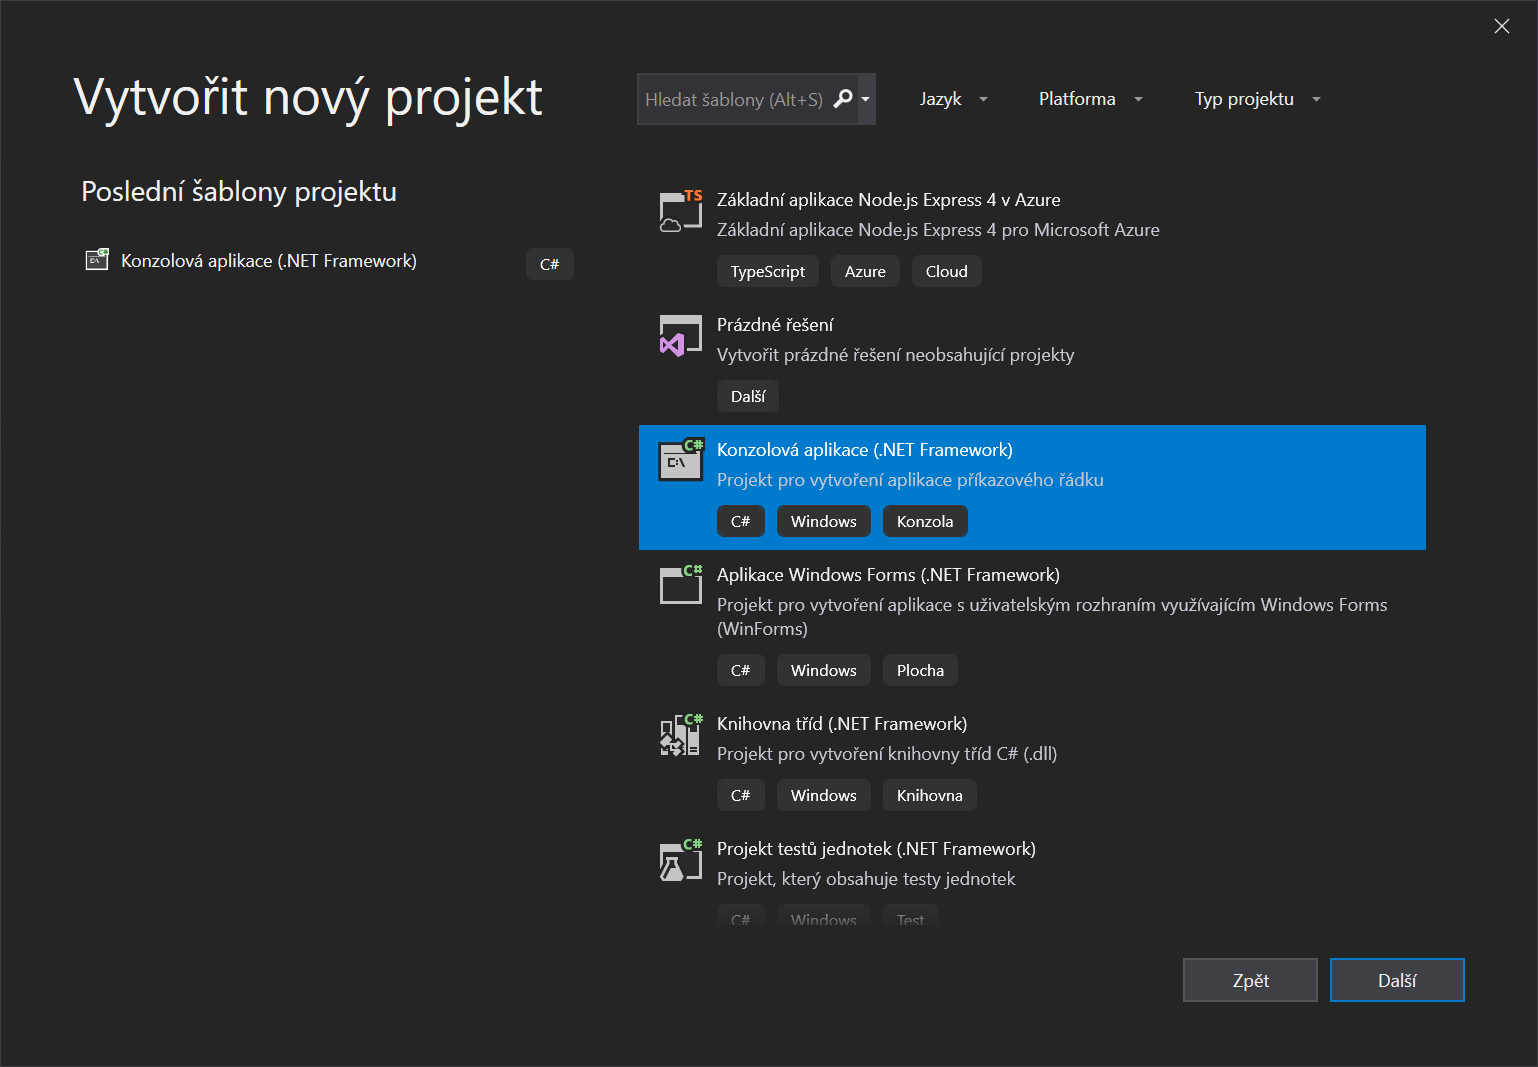 Vytvořit nový projekt
Hledat šablony (Alt+S)
Jazyk
Platforma
Typ projektu
Poslední šablony projektu
C:\
C#
Konzolová aplikace (.NET Framework)
C#
TS
Základní aplikace Node.js Express 4 v Azure
Základní aplikace Node.js Express 4 pro Microsoft Azure
TypeScript Azure Cloud
Prázdné řešení
Vytvořit prázdné řešení neobsahující projekty
Další
C#
C:\
Konzolová aplikace (.NET Framework)
Projekt pro vytvoření aplikace příkazového řádku
C# Windows Konzola
C#
Aplikace Windows Forms (.NET Framework)
Projekt pro vytvoření aplikace s uživatelským rozhraním využívajícím Windows Forms
(WinForms)
C# Windows Plocha
C#
Knihovna tříd (.NET Framework)
Projekt pro vytvoření knihovny tříd C# (.dll)
C# Windows Knihovna
C#
Projekt testů jednotek (.NET Framework)
Projekt, který obsahuje testy jednotek
C# Windows Test
Zpět
Další